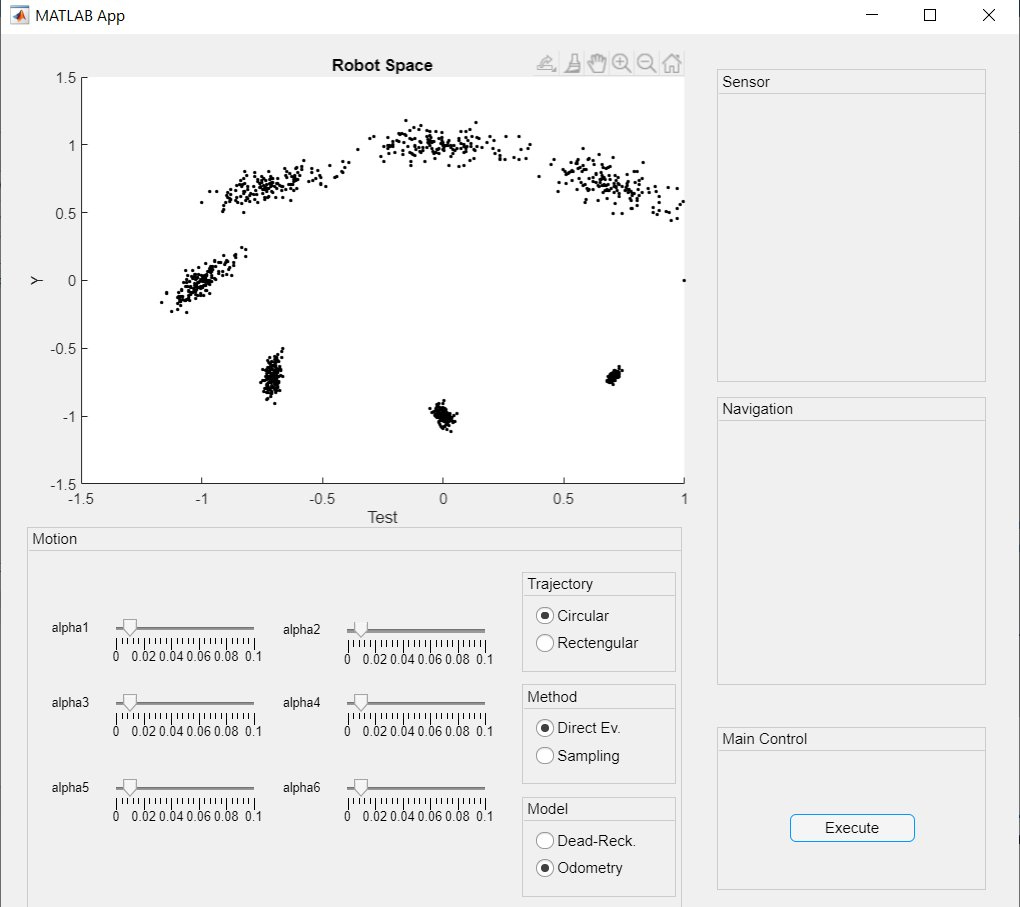 MATLAB App
Robot Space
1.5
1
0.5
0
-0.5
-1
-1.5
Y
-1.5 -1 -0.5 0 0.5 1
Test
Sensor
Navigation
Motion
alpha1
0 0.02 0.04 0.06 0.08 0.1
alpha2
0 0.02 0.04 0.06 0.08 0.1
alpha3
0 0.02 0.04 0.06 0.08 0.1
alpha4
0 0.02 0.04 0.06 0.08 0.1
alpha5
0 0.02 0.04 0.06 0.08 0.1
alpha6
0 0.02 0.04 0.06 0.08 0.1
Trajectory
Circular
Rectengular
Method
Direct Ev.
Sampling
Model
Dead-Reck.
Odometry
Main Control
Execute